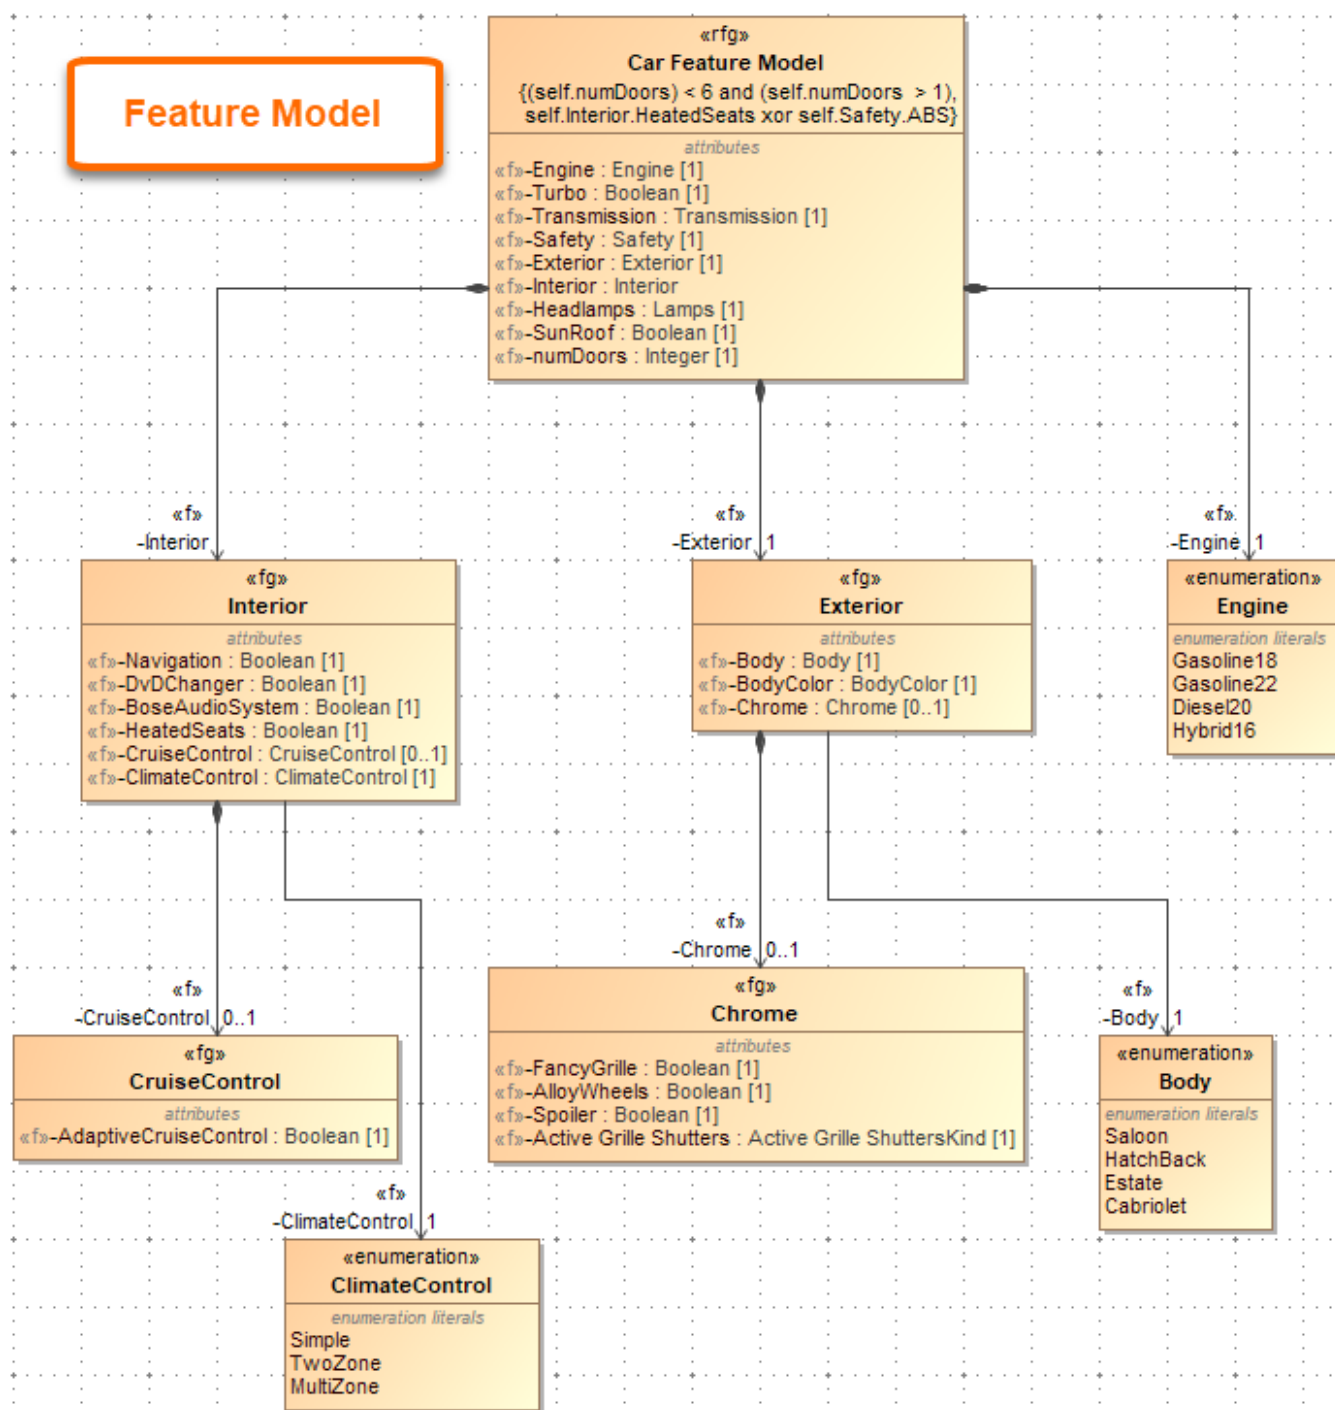 Feature Model
«rfg»
Car Feature Model
{(self.numDoors) < 6 and (self.numDoors > 1),
self.Interior.HeatedSeats xor self.Safety.ABS}
attributes
«f»-Engine : Engine [1]
«f»-Turbo : Boolean [1]
«f»-Transmission : Transmission [1]
«f»-Safety : Safety [1]
«f»-Exterior : Exterior [1]
«f»-Interior : Interior
«f»-Headlamps : Lamps [1]
«f»-SunRoof : Boolean [1]
«f»-numDoors : Integer [1]
«f»
-Interior
«f»
-Exterior 1
«f»
-Engine 1
«fg»
Interior
attributes
«f»-Navigation : Boolean [1]
«f»-DvDChanger : Boolean [1]
«f»-BoseAudioSystem : Boolean [1]
«f»-HeatedSeats : Boolean [1]
«f»-CruiseControl : CruiseControl [0..1]
«f»-ClimateControl : ClimateControl [1]
«fg»
Exterior
attributes
«f»-Body : Body [1]
«f»-BodyColor : BodyColor [1]
«f»-Chrome : Chrome [0..1]
«enumeration»
Engine
enumeration literals
Gasoline18
Gasoline22
Diesel20
Hybrid16
«f»
-CruiseControl 0..1
«f»
-Chrome 0..1
«f»
-Body 1
«fg»
CruiseControl
attributes
«f»-AdaptiveCruiseControl : Boolean [1]
«fg»
Chrome
attributes
«f»-FancyGrille : Boolean [1]
«f»-AlloyWheels : Boolean [1]
«f»-Spoiler : Boolean [1]
«f»-Active Grille Shutters : Active Grille ShuttersKind [1]
«enumeration»
Body
enumeration literals
Saloon
HatchBack
Estate
Cabriolet
«f»
-ClimateControl 1
«enumeration»
ClimateControl
enumeration literals
Simple
TwoZone
MultiZone